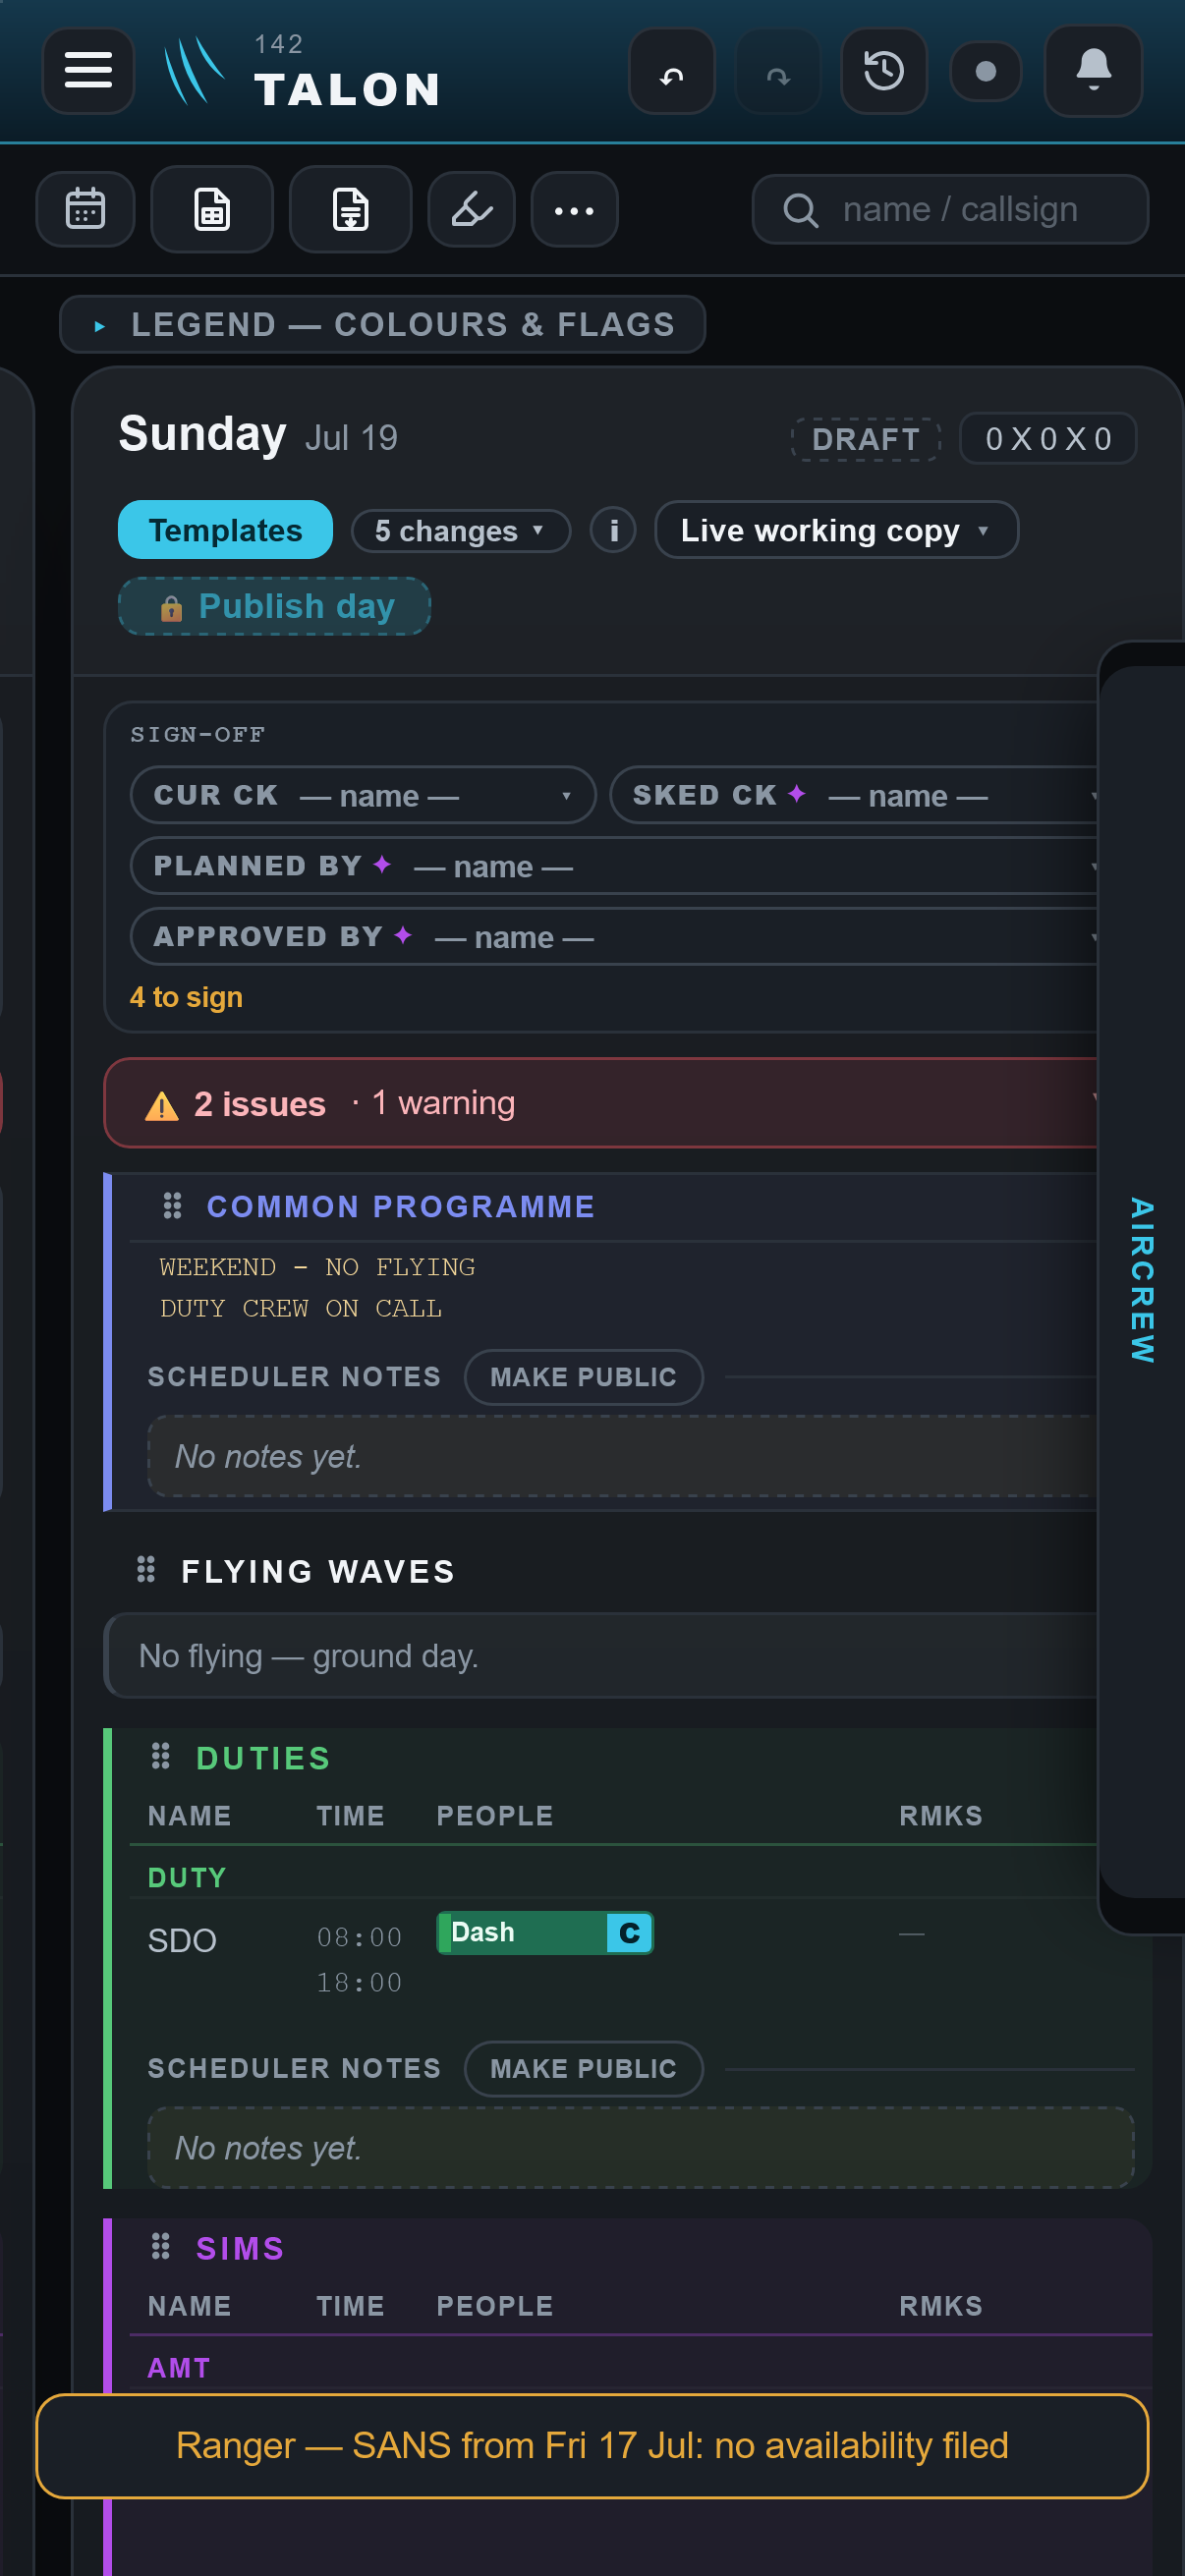 142
TALON
name / callsign
LEGEND — COLOURS & FLAGS
Sunday Jul 19 DRAFT 0 X 0 X 0
Templates 5 changes i Live working copy
Publish day
SIGN-OFF
CUR CK — name — SKED CK — name —
PLANNED BY — name —
APPROVED BY — name —
4 to sign
2 issues · 1 warning
COMMON PROGRAMME
WEEKEND - NO FLYING
DUTY CREW ON CALL
SCHEDULER NOTES MAKE PUBLIC
No notes yet.
AIRCREW
FLYING WAVES
No flying — ground day.
DUTIES
NAME TIME PEOPLE RMKS
DUTY
SDO 08:00 Dash C —
18:00
SCHEDULER NOTES MAKE PUBLIC
No notes yet.
SIMS
NAME TIME PEOPLE RMKS
AMT
Ranger — SANS from Fri 17 Jul: no availability filed